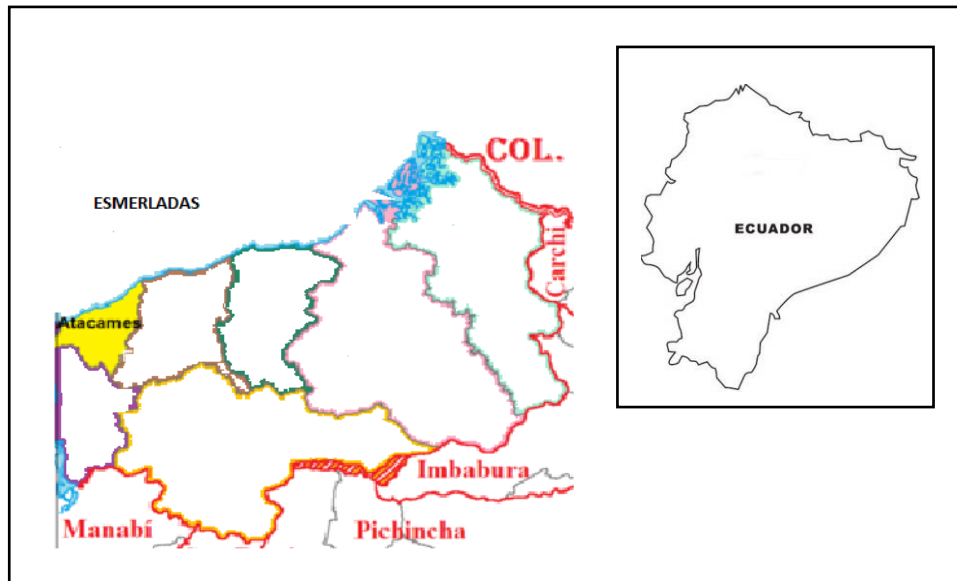 COL.
ESMERLADAS
Carchi
ECUADOR
Atacames
Imbabura
Manabí
Pichincha